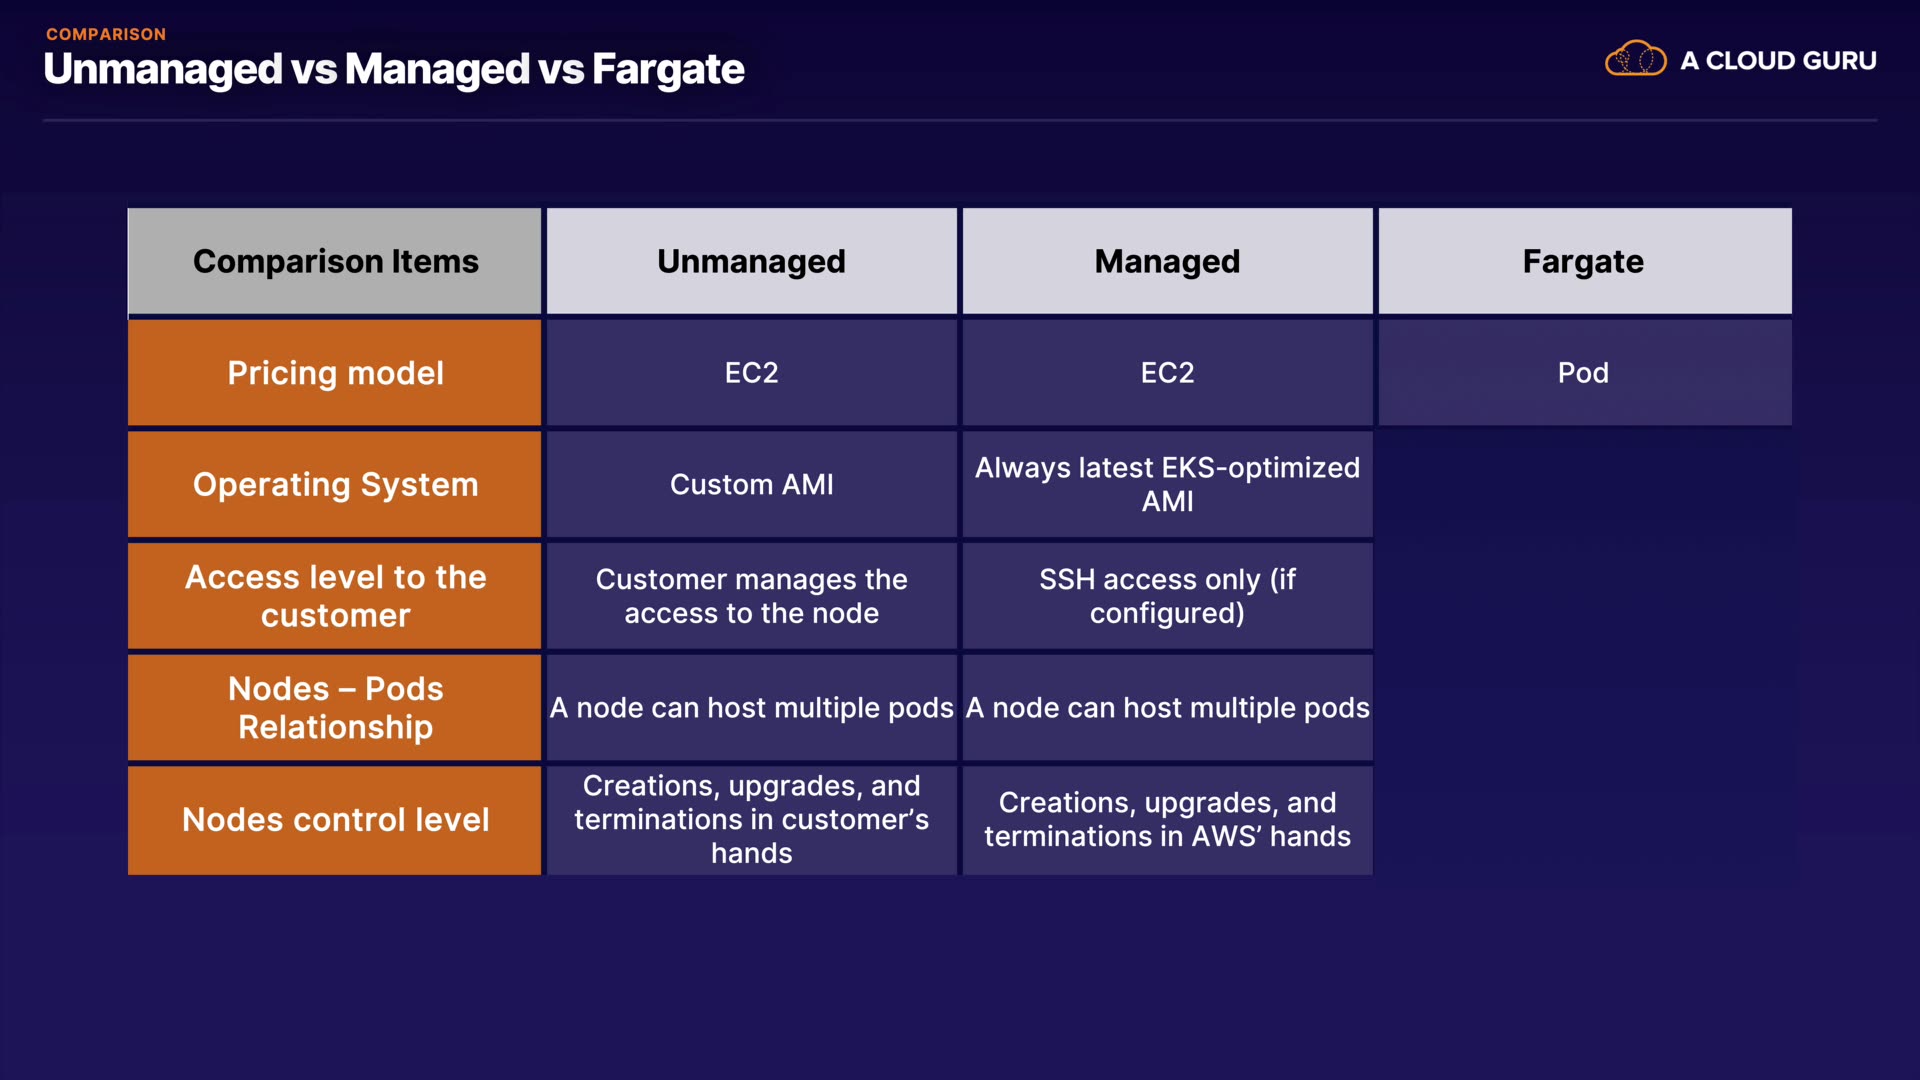 COMPARISON
Unmanaged vs Managed vs Fargate
A CLOUD GURU
Comparison Items
Unmanaged
Managed
Fargate
Pricing model
EC2
EC2
Pod
Operating System
Custom AMI
Always latest EKS-optimized
AMI
Access level to the
customer
Customer manages the
access to the node
SSH access only (if
configured)
Nodes – Pods
Relationship
A node can host multiple pods
A node can host multiple pods
Nodes control level
Creations, upgrades, and
terminations in customer’s
hands
Creations, upgrades, and
terminations in AWS’ hands